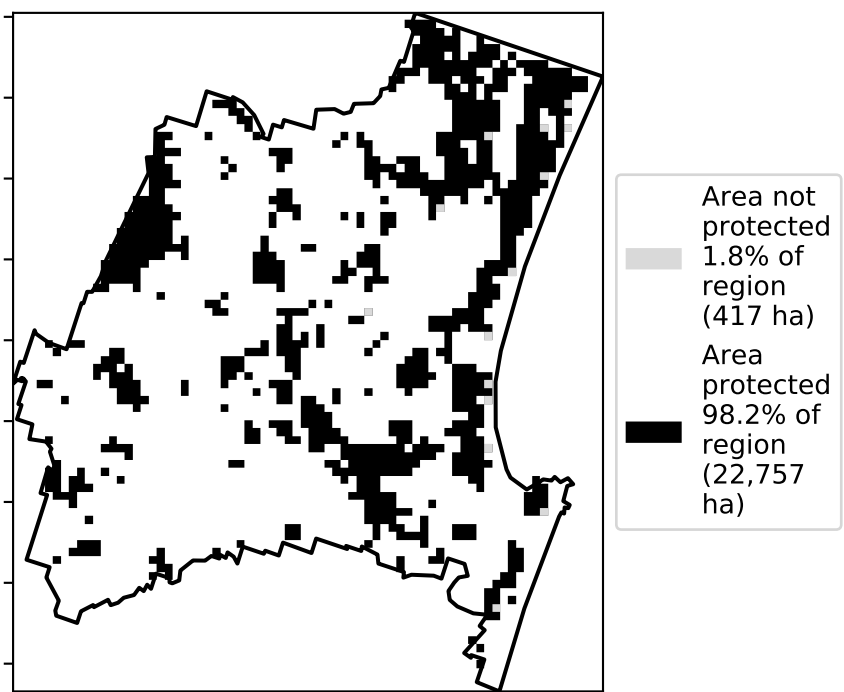 Area not
protected
1.8% of
region
(417 ha)
Area
protected
98.2% of
region
(22,757
ha)